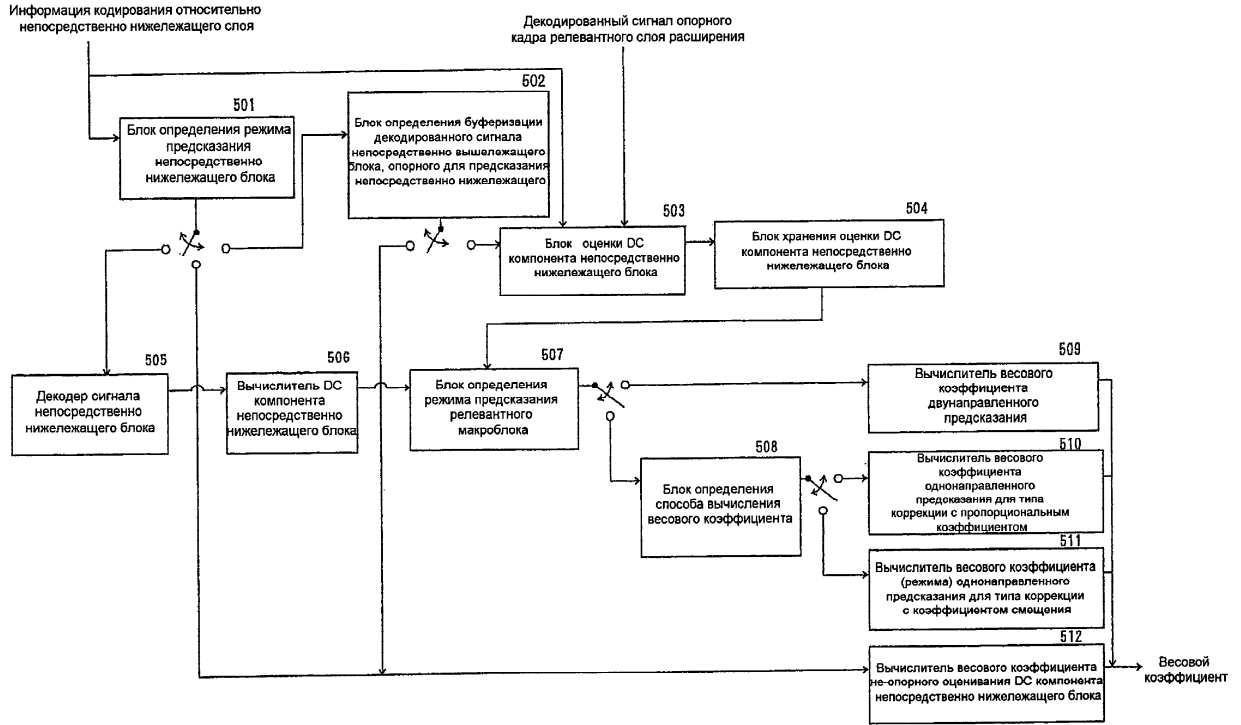 Информация кодирования относительно
непосредственно нижележащего слоя
Декодированный сигнал опорного
кадра релевантного слоя расширения
501
Блок определения режима
предсказания
непосредственно
нижележащего блока
502
Блок определения буферизации
декодированного сигнала
непосредственно вышележащего
блока, опорного для предсказания
непосредственно нижележащего
503
Блок оценки DC
компонента непосредственно
нижележащего блока
504
Блок хранения оценки DC
компонента непосредственно
нижележащего блока
505
Декодер сигнала
непосредственно
нижележащего блока
506
Вычислитель DC
компонента
непосредственно
нижележащего блока
507
Блок определения
режима предсказания
релевантного
макроблока
508
Блок определения
способа вычисления
весового коэффициента
509
Вычислитель весового
коэффициента
двунаправленного
предсказания
510
Вычислитель весового
коэффициента
однонаправленного
предсказания для типа
коррекции с пропорциональным
коэффициентом
511
Вычислитель весового коэффициента
(режима) однонаправленного
предсказания для типа коррекции
с коэффициентом смещения
512
Вычислитель весового коэффициента
не-опорного оценивания DC компонента
непосредственно нижележащего блока
Весовой
коэффициент